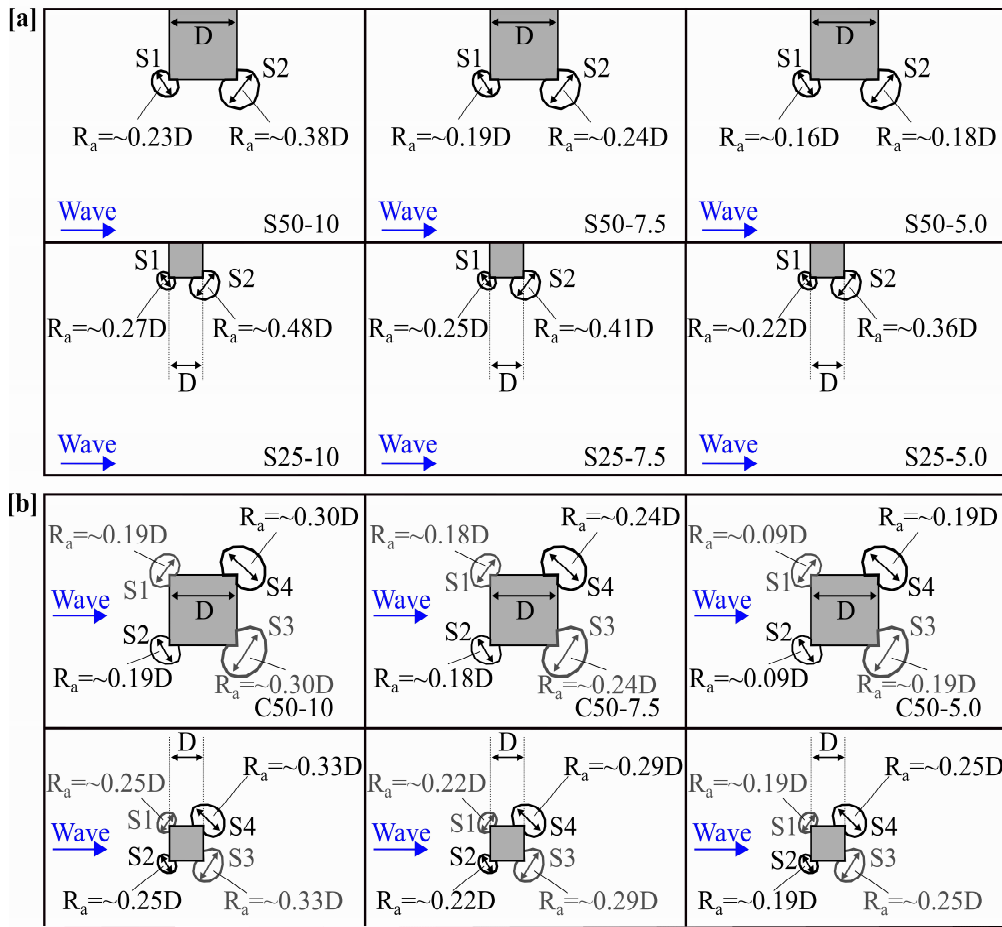 [a]
D
S1
S2
Rₐ=~0.23D
Rₐ=~0.38D
Wave
S50-10
D
S1
S2
Rₐ=~0.19D
Rₐ=~0.24D
Wave
S50-7.5
D
S1
S2
Rₐ=~0.16D
Rₐ=~0.18D
Wave
S50-5.0
S1
S2
Rₐ=~0.27D
Rₐ=~0.48D
D
Wave
S25-10
S1
S2
Rₐ=~0.25D
Rₐ=~0.41D
D
Wave
S25-7.5
S1
S2
Rₐ=~0.22D
Rₐ=~0.36D
D
Wave
S25-5.0
[b]
Rₐ=~0.30D
Rₐ=~0.19D
S1
S4
Wave
D
S2
S3
Rₐ=~0.19D
Rₐ=~0.30D
C50-10
Rₐ=~0.24D
Rₐ=~0.18D
S1
S4
Wave
D
S2
S3
Rₐ=~0.18D
Rₐ=~0.24D
C50-7.5
Rₐ=~0.19D
Rₐ=~0.09D
S1
S4
Wave
D
S2
S3
Rₐ=~0.09D
Rₐ=~0.19D
C50-5.0
D
Rₐ=~0.33D
Rₐ=~0.25D
S1
S4
Wave
S2
S3
Rₐ=~0.25D
Rₐ=~0.33D
D
Rₐ=~0.29D
Rₐ=~0.22D
S1
S4
Wave
S2
S3
Rₐ=~0.22D
Rₐ=~0.29D
D
Rₐ=~0.25D
Rₐ=~0.19D
S1
S4
Wave
S2
S3
Rₐ=~0.19D
Rₐ=~0.25D